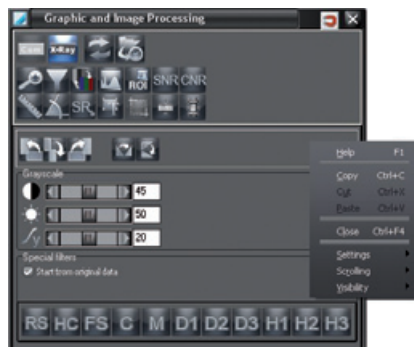 Graphic and Image Processing
Com X-Ray
ROI SNR CNR
SR
Grayscale
45
50
20
Special filters
Start from original data
RS HC FS C M D1 D2 D3 H1 H2 H3
Help F1
Copy Ctrl+C
Cut Ctrl+X
Paste Ctrl+V
Close Ctrl+F4
Settings
Scrolling
Visibility